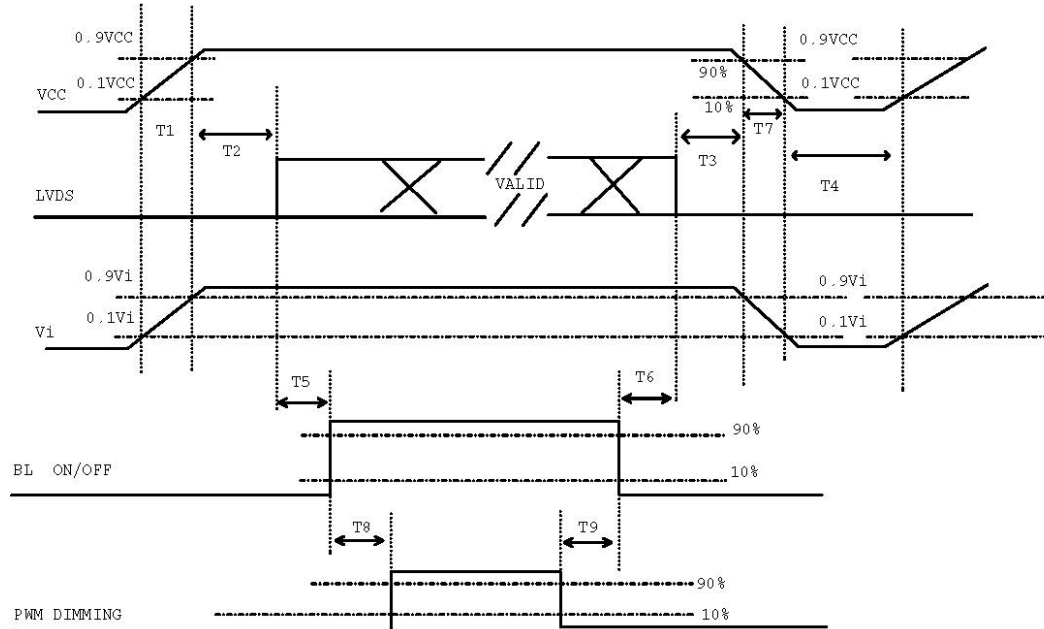 0.9VCC
0.9VCC
90%
0.1VCC
0.1VCC
VCC
10%
T1
T2
T3
T7
T4
VALID
LVDS
0.9Vi
0.9Vi
0.1Vi
0.1Vi
Vi
T5
T6
90%
BL ON/OFF
10%
T8
T9
90%
PWM DIMMING
10%